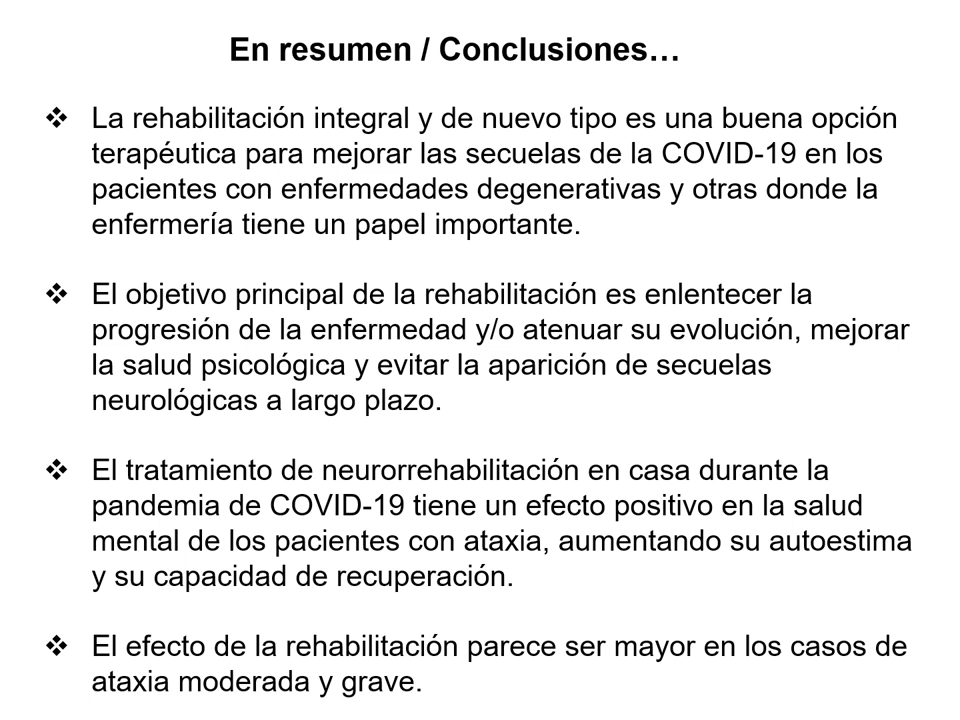 En resumen / Conclusiones…
❖ La rehabilitación integral y de nuevo tipo es una buena opción
terapéutica para mejorar las secuelas de la COVID-19 en los
pacientes con enfermedades degenerativas y otras donde la
enfermería tiene un papel importante.
❖ El objetivo principal de la rehabilitación es enlentecer la
progresión de la enfermedad y/o atenuar su evolución, mejorar
la salud psicológica y evitar la aparición de secuelas
neurológicas a largo plazo.
❖ El tratamiento de neurorrehabilitación en casa durante la
pandemia de COVID-19 tiene un efecto positivo en la salud
mental de los pacientes con ataxia, aumentando su autoestima
y su capacidad de recuperación.
❖ El efecto de la rehabilitación parece ser mayor en los casos de
ataxia moderada y grave.